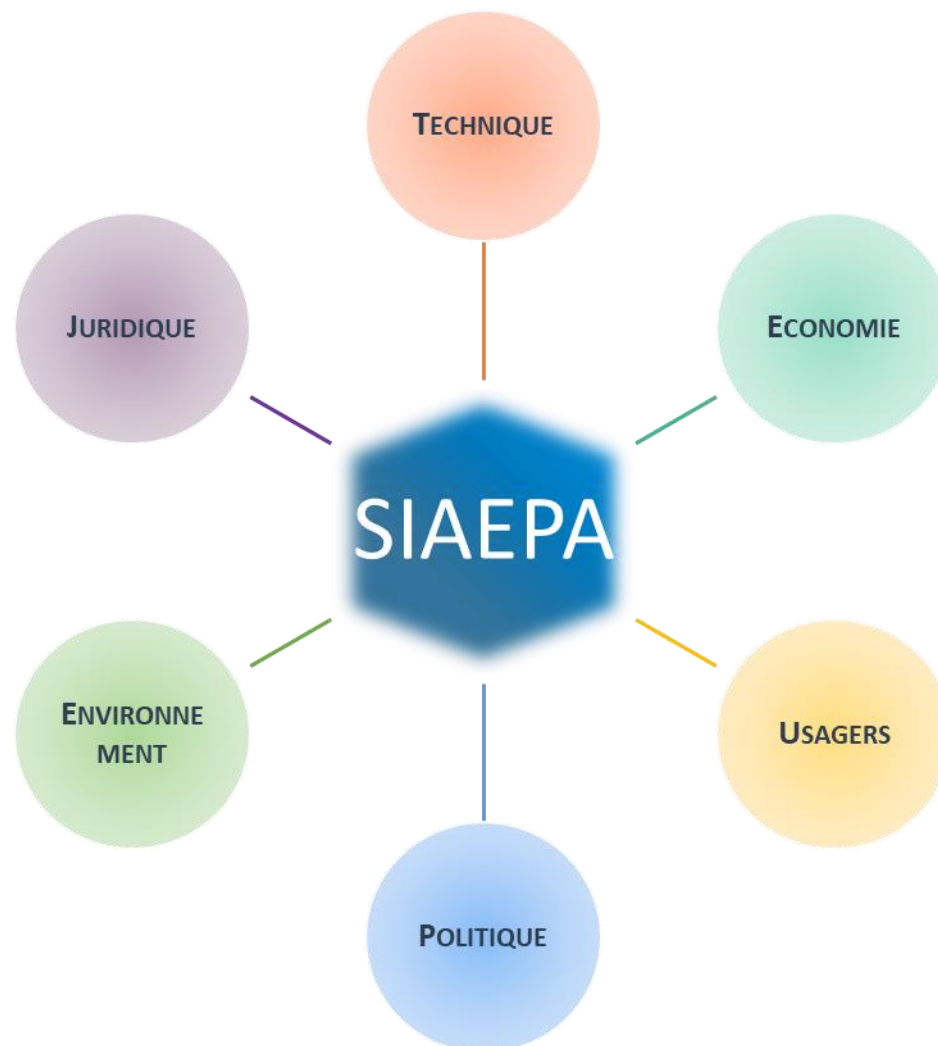 TECHNIQUE
JURIDIQUE
ECONOMIE
SIAEPA
ENVIRONNE
MENT
USAGERS
POLITIQUE